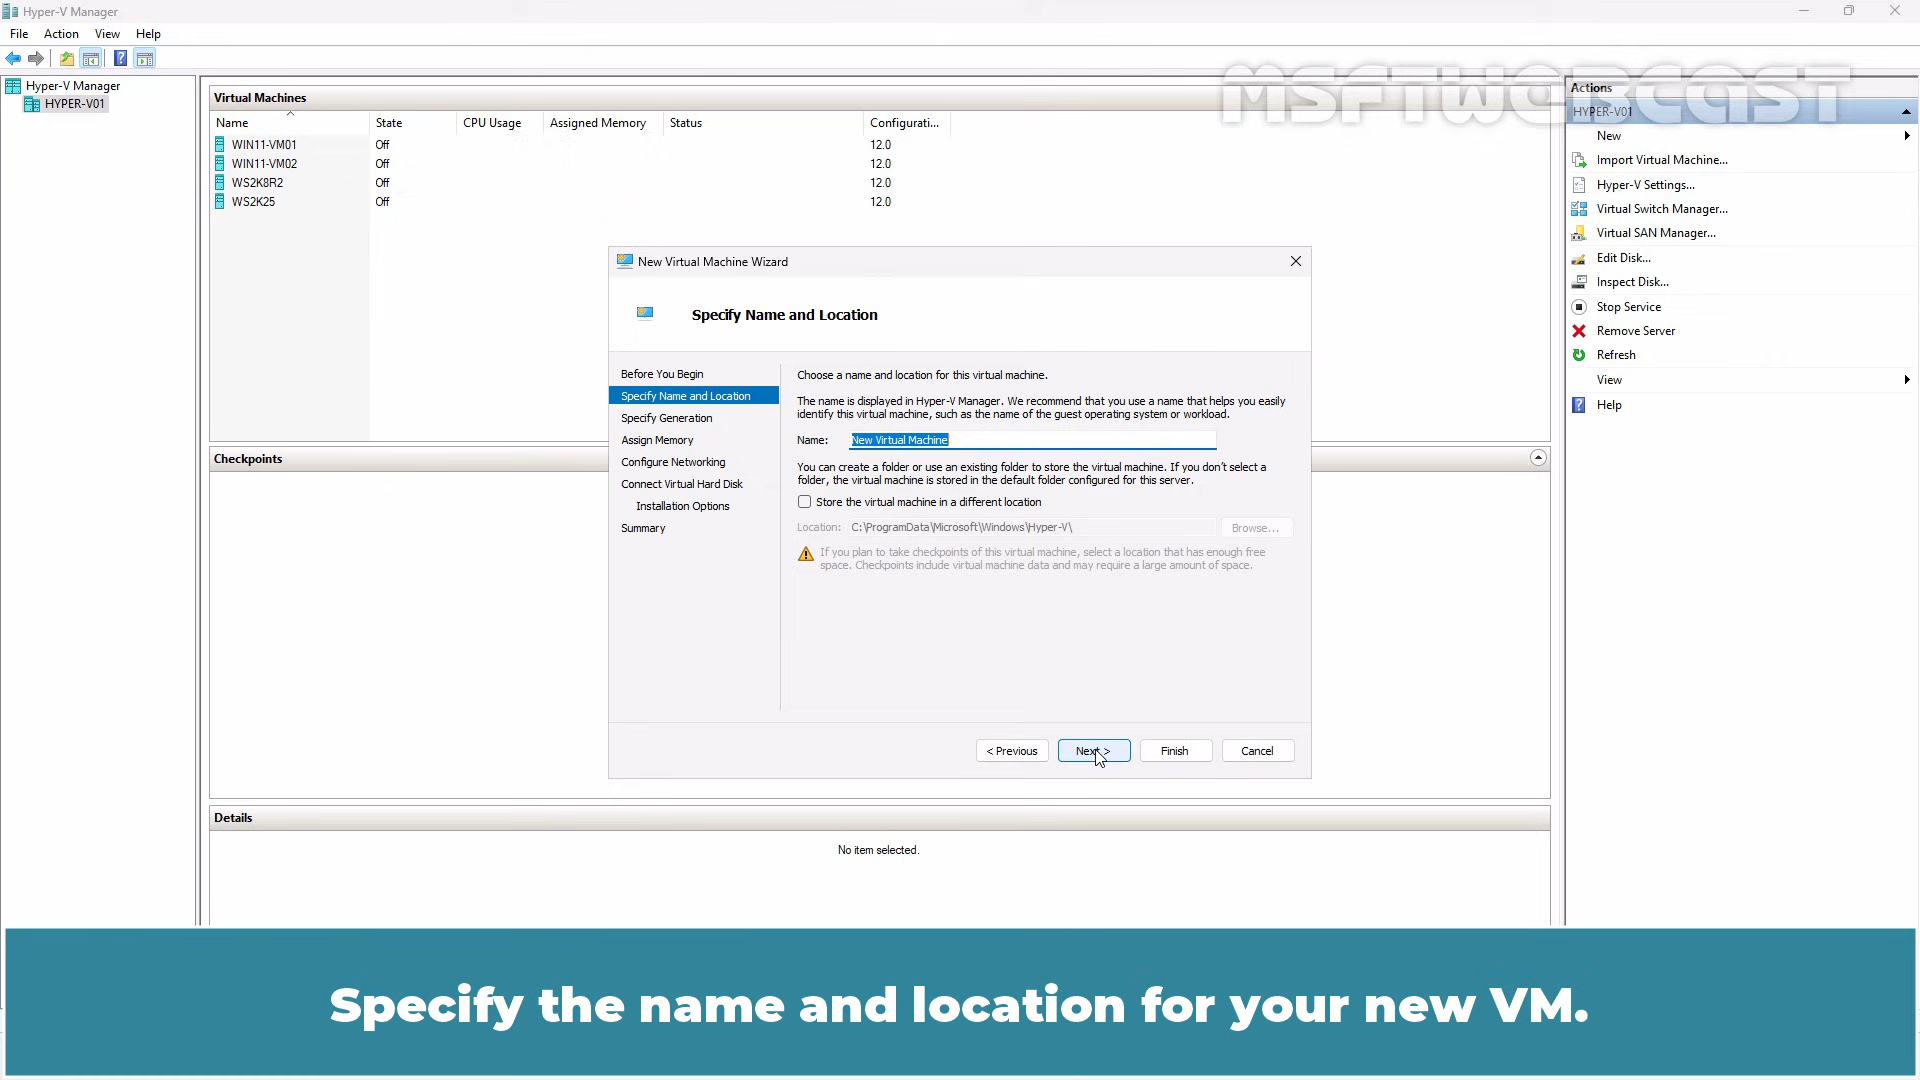 Hyper-V Manager
File Action View Help
Hyper-V Manager
HYPER-V01
Virtual Machines
Name State CPU Usage Assigned Memory Status Configurati...
WIN11-VM01 Off 12.0
WIN11-VM02 Off 12.0
WS2K8R2 Off 12.0
WS2K25 Off 12.0
MSFTWEBCAST
Actions
HYPER-V01
New
Import Virtual Machine...
Hyper-V Settings...
Virtual Switch Manager...
Virtual SAN Manager...
Edit Disk...
Inspect Disk...
Stop Service
Remove Server
Refresh
View
Help
New Virtual Machine Wizard
Specify Name and Location
Before You Begin
Specify Name and Location
Specify Generation
Assign Memory
Configure Networking
Connect Virtual Hard Disk
Installation Options
Summary
Choose a name and location for this virtual machine.
The name is displayed in Hyper-V Manager. We recommend that you use a name that helps you easily
identify this virtual machine, such as the name of the guest operating system or workload.
Name: New Virtual Machine
You can create a folder or use an existing folder to store the virtual machine. If you don't select a
folder, the virtual machine is stored in the default folder configured for this server.
Store the virtual machine in a different location
Location: C:\ProgramData\Microsoft\Windows\Hyper-V\ Browse...
If you plan to take checkpoints of this virtual machine, select a location that has enough free
space. Checkpoints include virtual machine data and may require a large amount of space.
< Previous Next > Finish Cancel
Checkpoints
Details
No item selected.
Specify the name and location for your new VM.